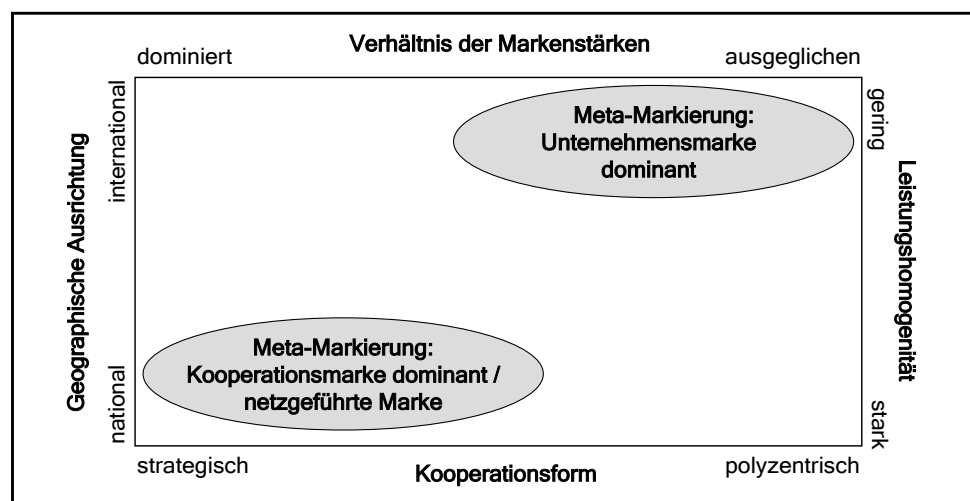 Verhältnis der Markenstärken
dominiert
ausgeglichen
international
gering
Meta-Markierung:
Unternehmensmarke
dominant
Geographische Ausrichtung
Leistungshomogenität
Meta-Markierung:
Kooperationsmarke dominant /
netzgeführte Marke
national
stark
strategisch
Kooperationsform
polyzentrisch